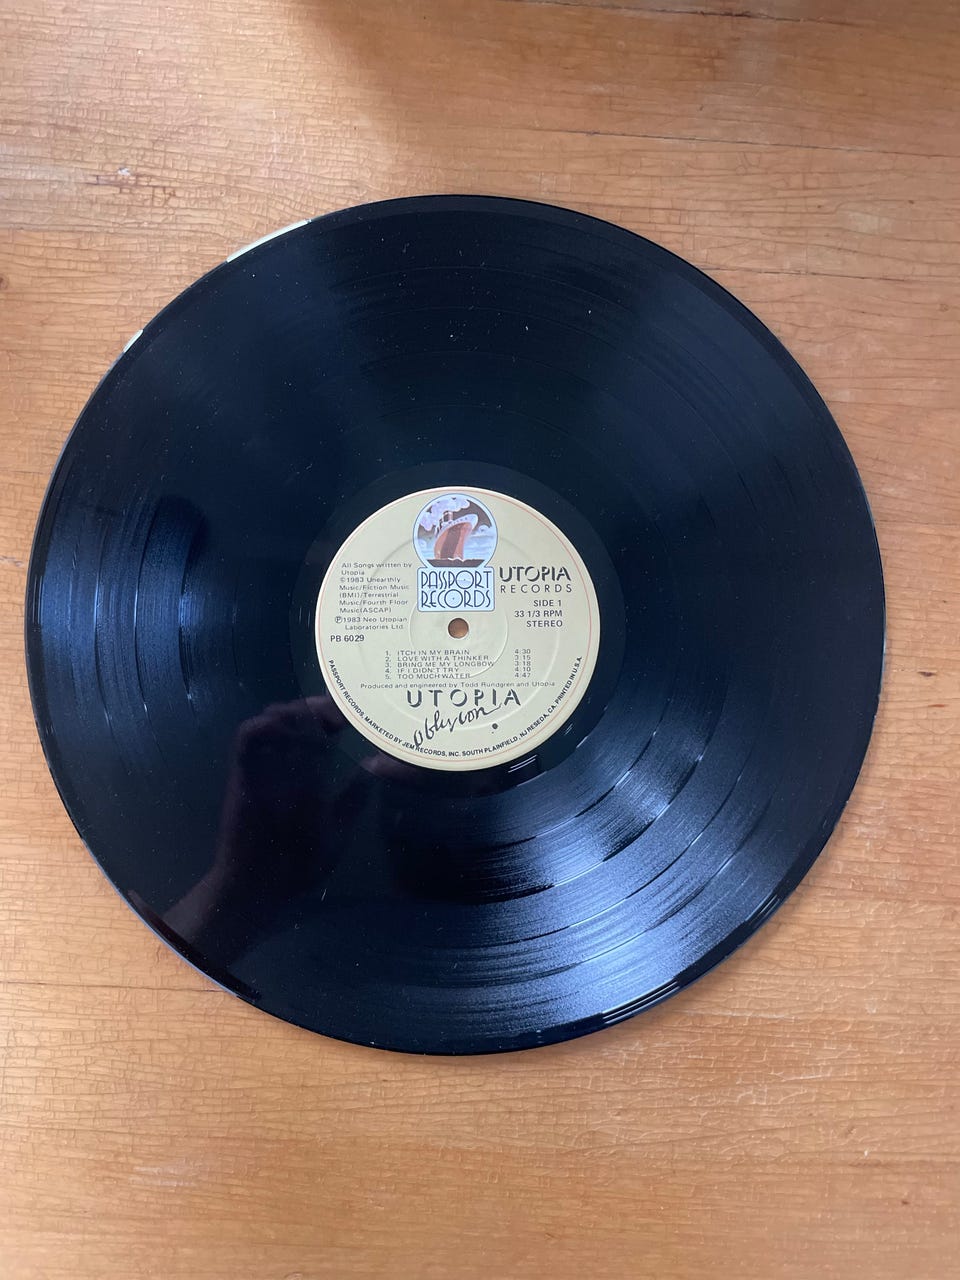 PASSPORT
RECORDS
All Songs written by
Utopia
©1983 Unearthly
Music/Fiction Music
(BMI)/Terrestrial
Music/Fourth Floor
Music(ASCAP)
℗1983 Neo Utopian
Laboratories Ltd.
PB 6029
UTOPIA
RECORDS
SIDE 1
33 1/3 RPM
STEREO
1. ITCH IN MY BRAIN 4:30
2. LOVE WITH A THINKER 3:15
3. BRING ME MY LONGBOW 3:18
4. IF I DIDN'T TRY 4:10
5. TOO MUCH WATER 4:47
Produced and engineered by Todd Rundgren and Utopia
UTOPIA
Oblivion
PASSPORT RECORDS, MARKETED BY JEM RECORDS, INC. SOUTH PLAINFIELD, NJ RESEDA, CA. PRINTED IN U.S.A.